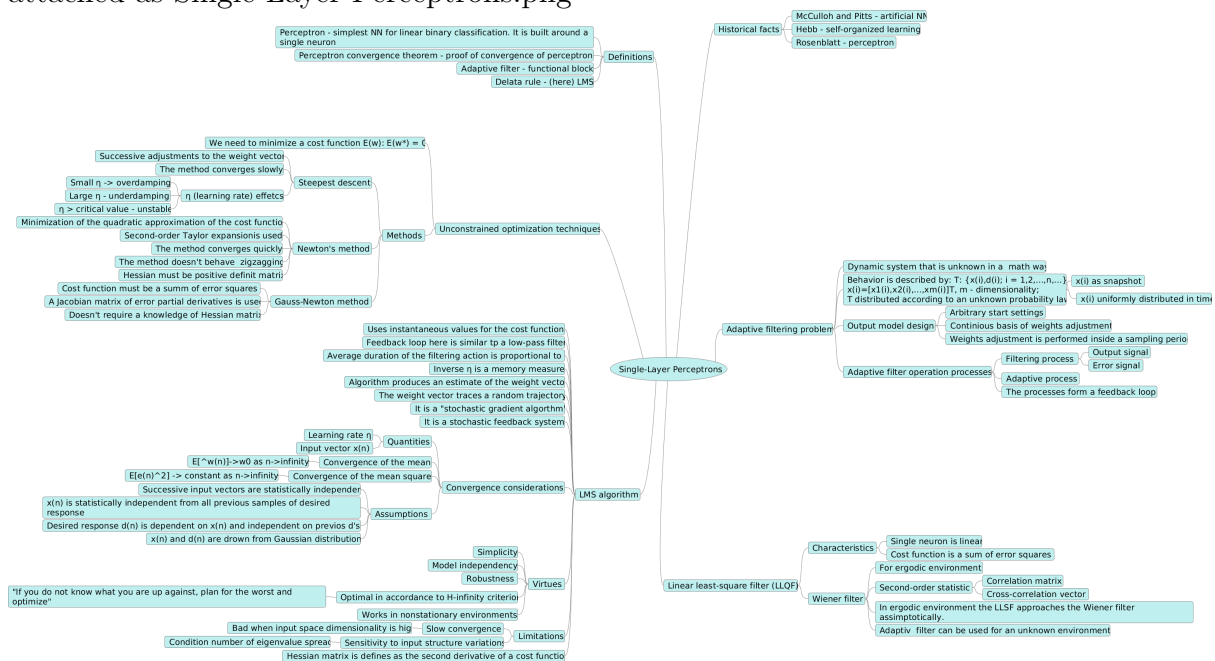 attached as Single Layer Perceptrons.png
McCulloh and Pitts - artificial NN
Hebb - self-organized learning
Rosenblatt - perceptron
Historical facts
Perceptron - simplest NN for linear binary classification. It is built around a
single neuron
Perceptron convergence theorem - proof of convergence of perceptron
Adaptive filter - functional block
Delata rule - (here) LMS
Definitions
We need to minimize a cost function E(w): E(w*) = 0
Successive adjustments to the weight vector
The method converges slowly
Small η -> overdamping
Large η - underdamping
η > critical value - unstable
η (learning rate) effetcs
Steepest descent
Minimization of the quadratic approximation of the cost functio
Second-order Taylor expansionis used
The method converges quickly
The method doesn't behave zigzagging
Hessian must be positive definit matri
Newton's method
Cost function must be a summ of error squares
A Jacobian matrix of error partial derivatives is use
Doesn't require a knowledge of Hessian matri
Gauss-Newton method
Methods
Unconstrained optimization techniques
Uses instantaneous values for the cost function
Feedback loop here is similar tp a low-pass filter
Average duration of the filtering action is proportional to
Inverse η is a memory measure
Algorithm produces an estimate of the weight vecto
The weight vector traces a random trajectory
It is a "stochastic gradient algorthm"
It is a stochastic feedback system
Learning rate η
Input vector x(n)
Quantities
E[^w(n)]->w0 as n->infinity
Convergence of the mean
E[e(n)^2] -> constant as n->infinity
Convergence of the mean square
Successive input vectors are statistically independen
x(n) is statistically independent from all previous samples of desired
response
Desired response d(n) is dependent on x(n) and independent on previos d's
x(n) and d(n) are drown from Gaussian distribution
Assumptions
Convergence considerations
Simplicity
Model independency
Robustness
"If you do not know what you are up against, plan for the worst and
optimize"
Optimal in accordance to H-infinity criterio
Works in nonstationary environments
Virtues
Bad when input space dimensionality is hig
Slow convergence
Condition number of eigenvalue sprea
Sensitivity to input structure variations
Limitations
Hessian matrix is defines as the second derivative of a cost functio
LMS algorithm
Single-Layer Perceptrons
Adaptive filtering problem
Dynamic system that is unknown in a math way
Behavior is described by: T: {x(i),d(i); i = 1,2,...,n,...}
x(i)=[x1(i),x2(i),...,xm(i)]T, m - dimensionality;
T distributed according to an unknown probability law
x(i) as snapshot
x(i) uniformly distributed in time
Output model design
Arbitrary start settings
Continious basis of weights adjustment
Weights adjustment is performed inside a sampling perio
Adaptive filter operation processes
Filtering process
Output signal
Error signal
Adaptive process
The processes form a feedback loop
Linear least-square filter (LLQF)
Characteristics
Single neuron is linear
Cost function is a sum of error squares
Wiener filter
For ergodic environment
Second-order statistic
Correlation matrix
Cross-correlation vector
In ergodic environment the LLSF approaches the Wiener filter
assimptotically.
Adaptiv filter can be used for an unknown environment